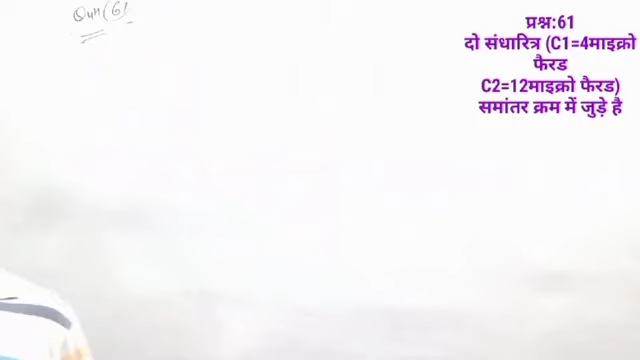 Qun (61
प्रश्न:61
दो संधारित्र (C1=4माइक्रो
फैरड
C2=12माइक्रो फैरड)
समांतर क्रम में जुड़े है